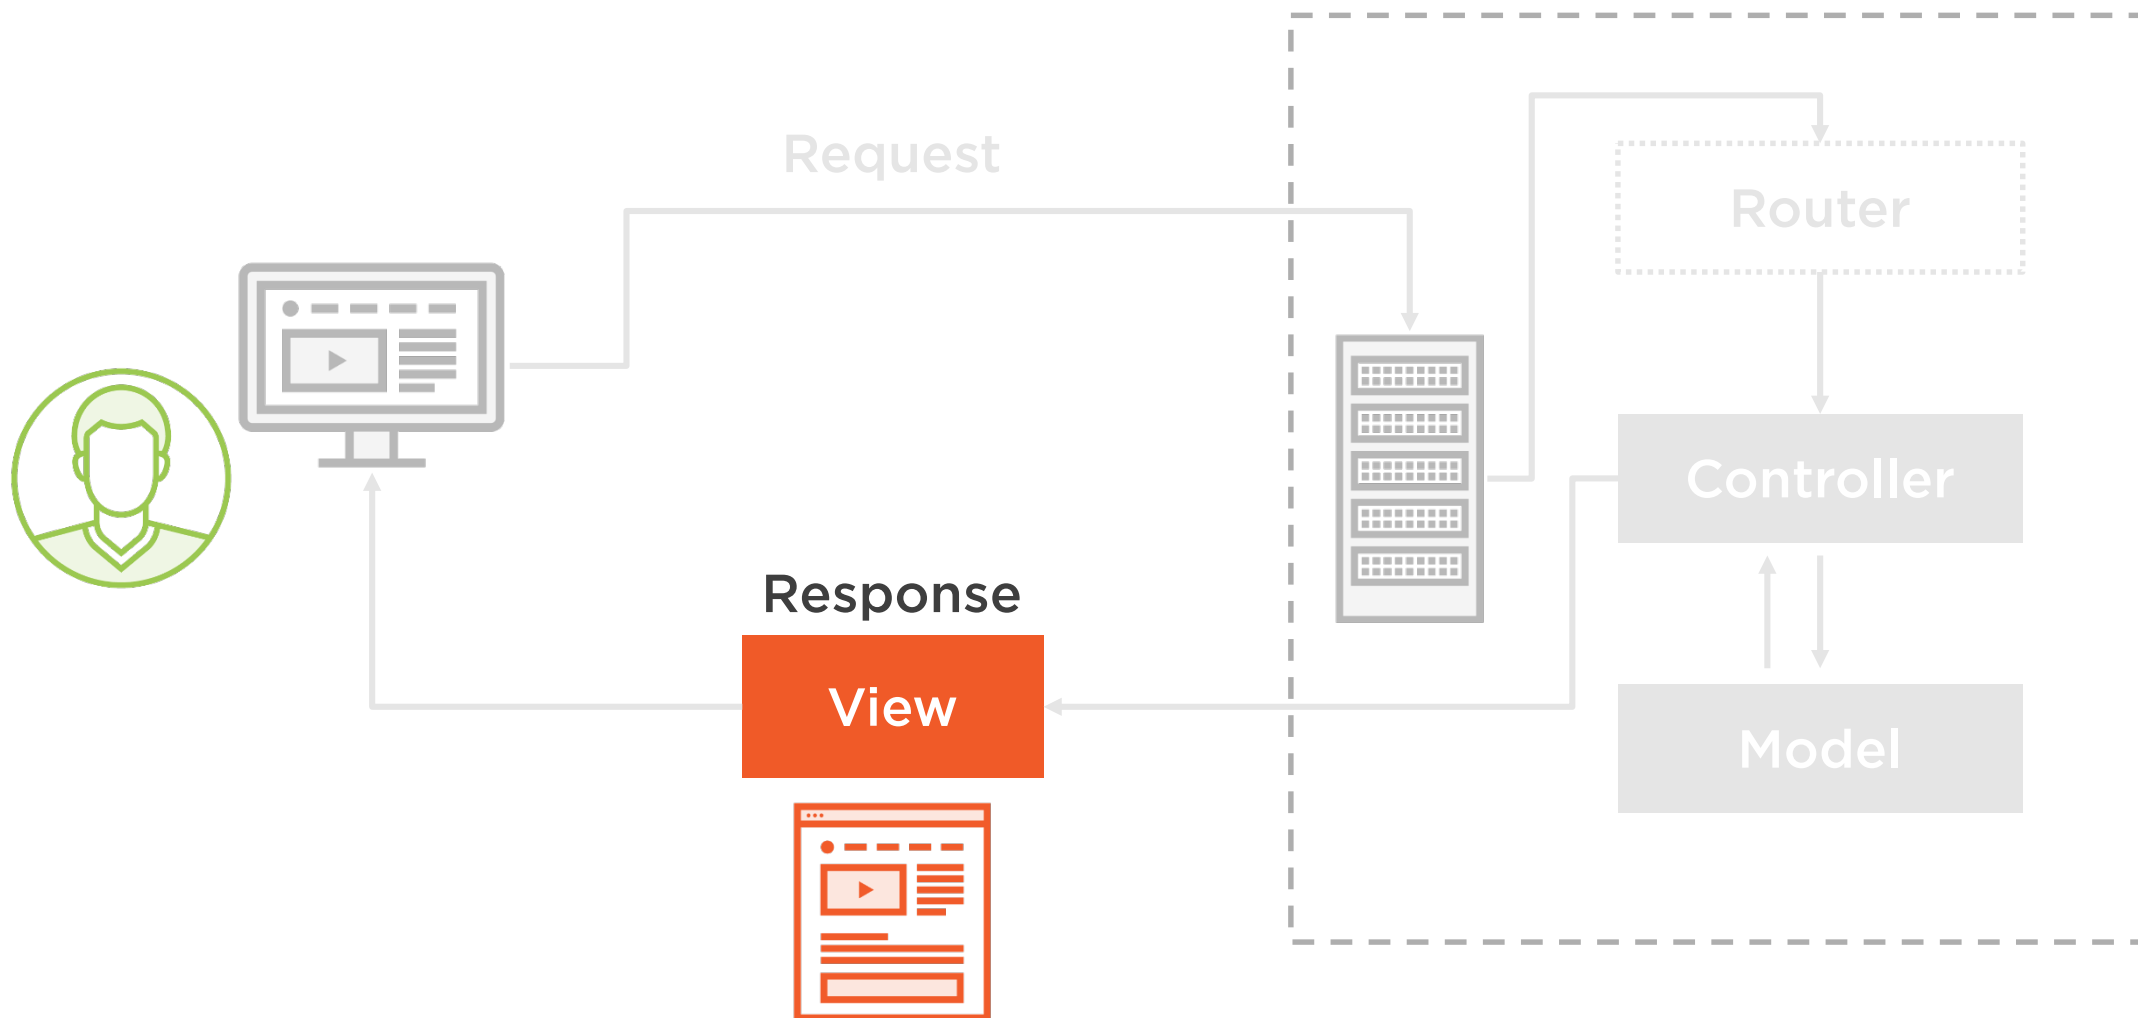 Request
Router
Controller
Response
View
Model